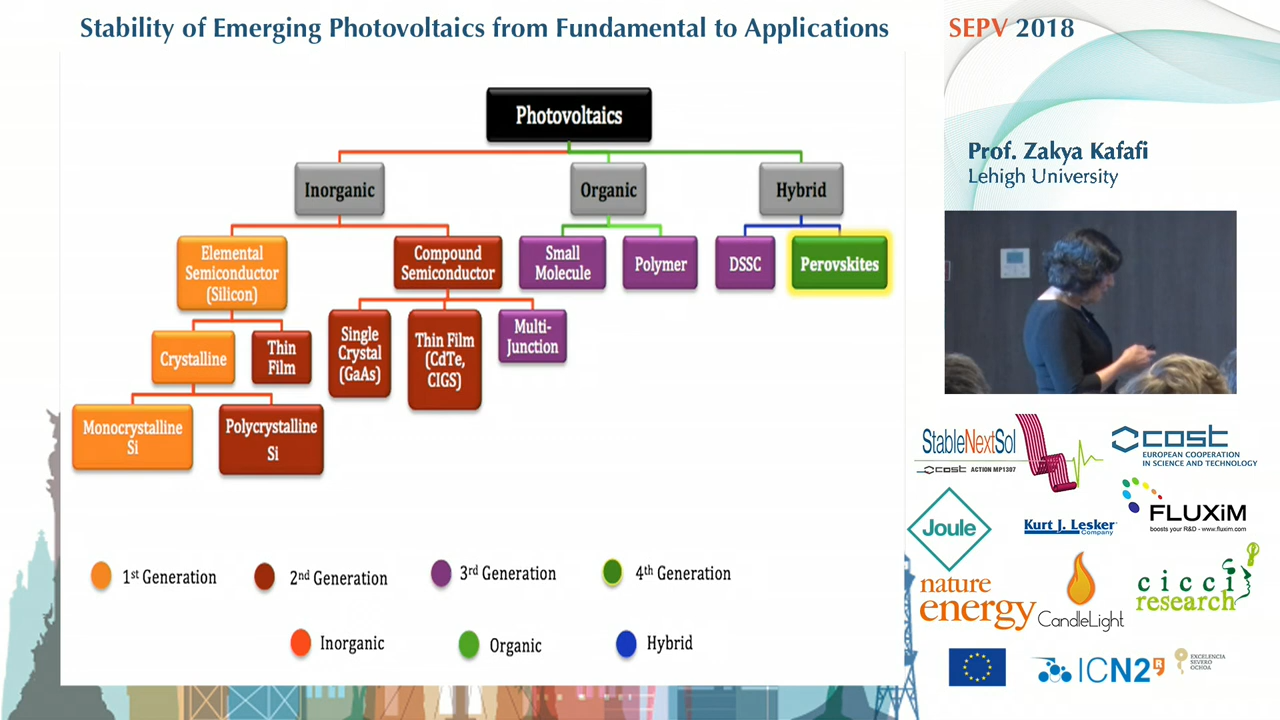 Stability of Emerging Photovoltaics from Fundamental to Applications
SEPV 2018
Photovoltaics
Inorganic
Organic
Hybrid
Elemental
Semiconductor
(Silicon)
Compound
Semiconductor
Small
Molecule
Polymer
DSSC
Perovskites
Crystalline
Thin
Film
Single
Crystal
(GaAs)
Thin Film
(CdTe,
CIGS)
Multi-
Junction
Monocrystalline
Si
Polycrystalline
Si
1st Generation
2nd Generation
3rd Generation
4th Generation
Inorganic
Organic
Hybrid
Prof. Zakya Kafafi
Lehigh University
StableNextSol
cost ACTION MP1307
cost
EUROPEAN COOPERATION
IN SCIENCE AND TECHNOLOGY
Joule
Kurt J. Lesker
Company
FLUXiM
boosts your R&D - www.fluxim.com
nature
energy
CandleLight
cicci
research
ICN2
EXCELENCIA
SEVERO
OCHOA